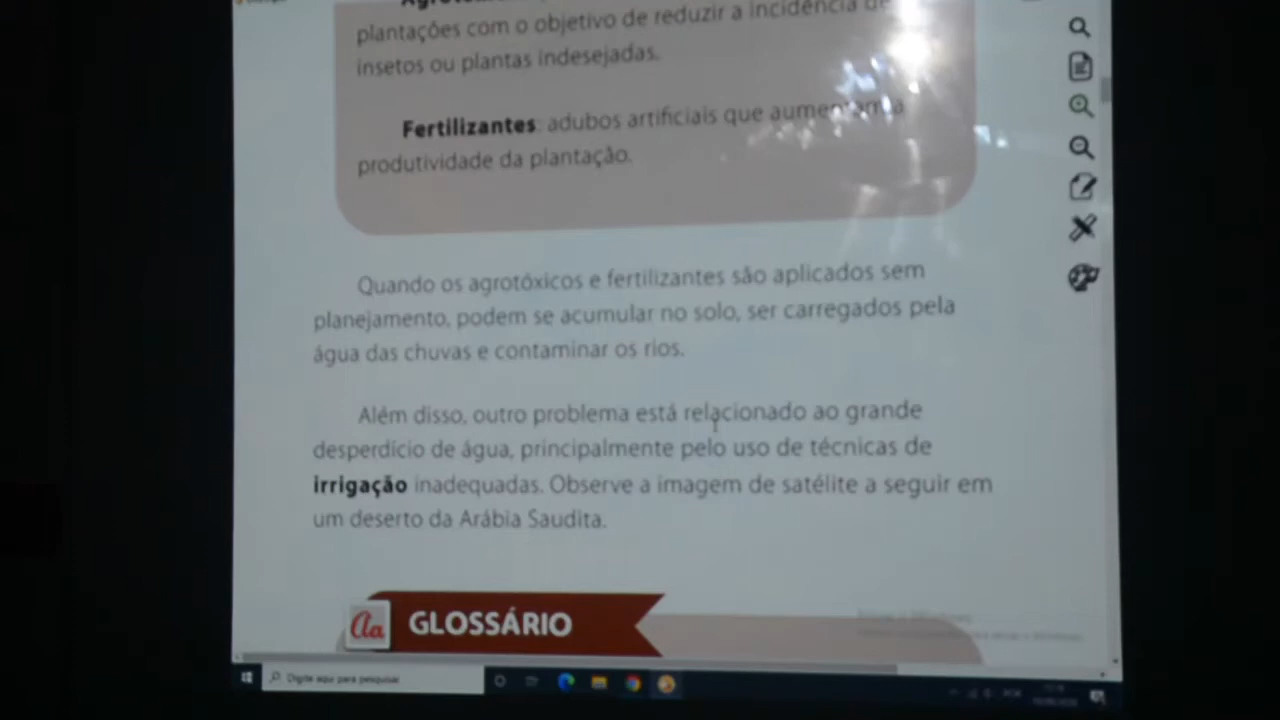 plantações com o objetivo de reduzir a incidência de
insetos ou plantas indesejadas.
Fertilizantes: adubos artificiais que aumentam a
produtividade da plantação.
Quando os agrotóxicos e fertilizantes são aplicados sem
planejamento, podem se acumular no solo, ser carregados pela
água das chuvas e contaminar os rios.
Além disso, outro problema está relacionado ao grande
desperdício de água, principalmente pelo uso de técnicas de
irrigação inadequadas. Observe a imagem de satélite a seguir em
um deserto da Arábia Saudita.
Aa GLOSSÁRIO
Digite aqui para pesquisar